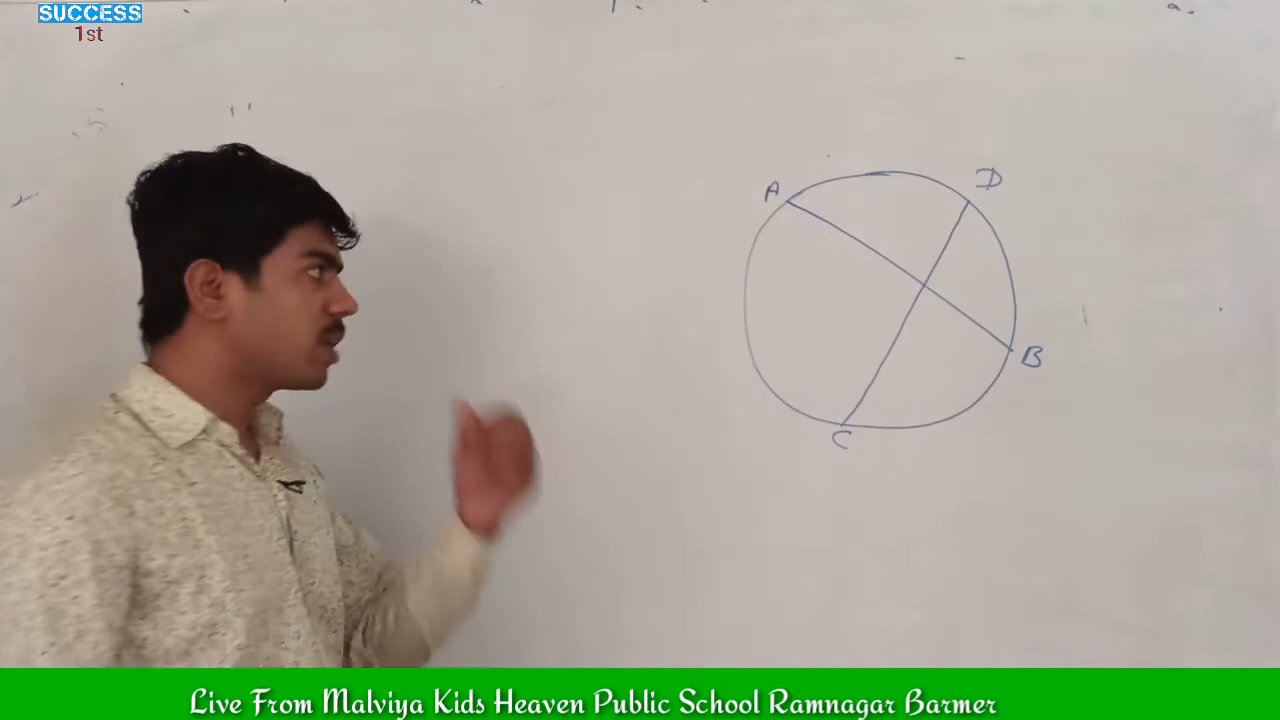 SUCCESS
1st
A
D
B
C
Live From Malviya Kids Heaven Public School Ramnagar Barmer